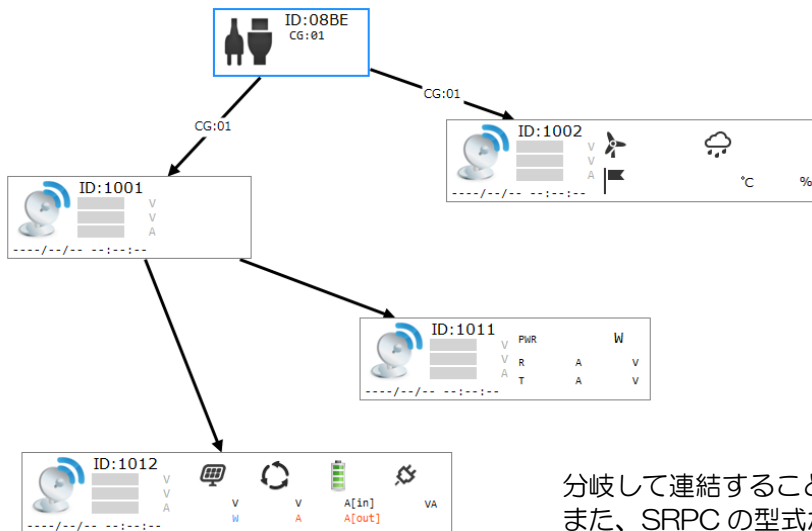 ID:08BE
CG:01
CG:01
CG:01
ID:1002
V
V
A
----/--/-- --:--:--
℃ %
ID:1001
V
V
A
----/--/-- --:--:--
ID:1011
V PWR W
V R A V
A T A V
----/--/-- --:--:--
ID:1012
V
V
A
V V A[in] VA
W A A[out]
----/--/-- --:--:--
分岐して連結すること
また、SRPC の型式